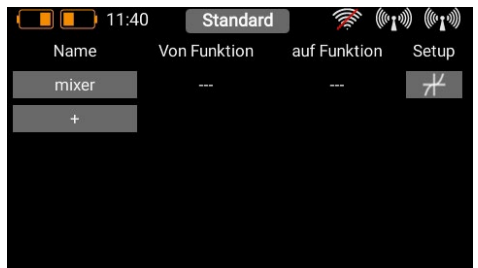 11:40 Standard
Name Von Funktion auf Funktion Setup
mixer --- ---
+